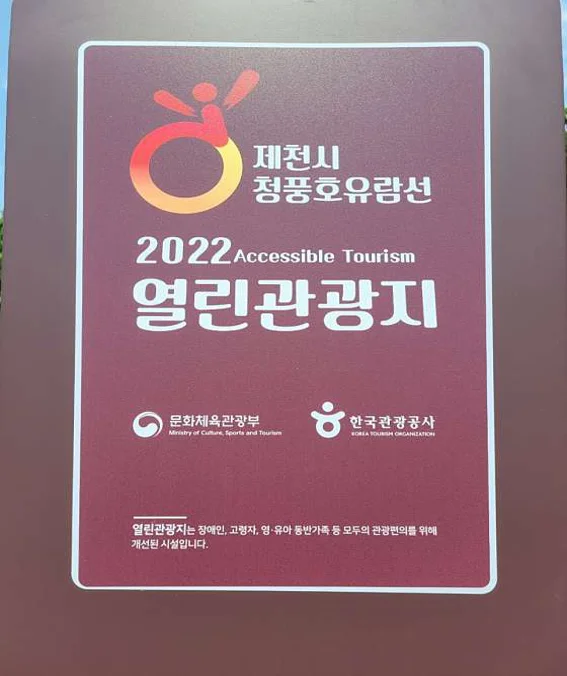 제천시
청풍호유람선
2022 Accessible Tourism
열린관광지
문화체육관광부
Ministry of Culture, Sports and Tourism
한국관광공사
KOREA TOURISM ORGANIZATION
열린관광지는 장애인, 고령자, 영·유아 동반가족 등 모두의 관광편의를 위해
개선된 시설입니다.